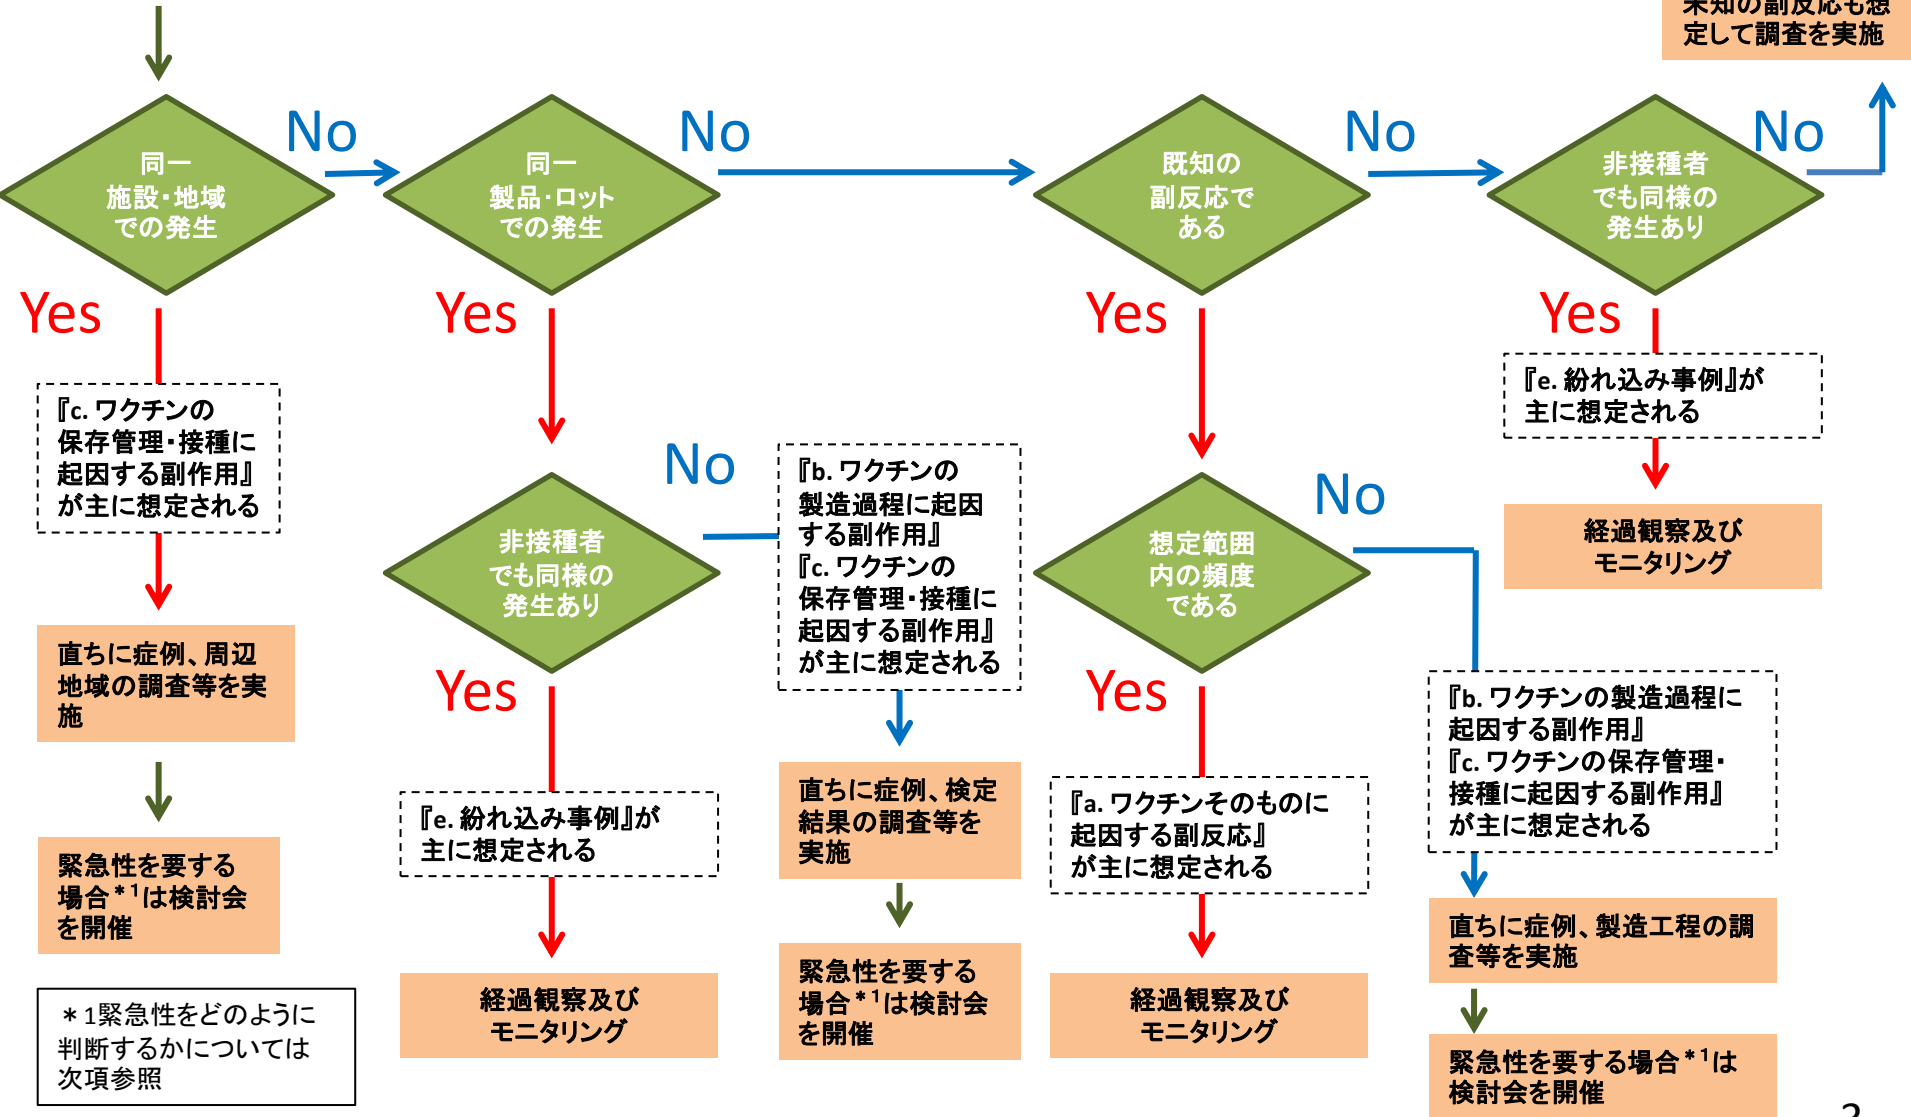 未知の副反応も想
定して調査を実施
同一
施設・地域
での発生
No
同一
製品・ロット
での発生
No
既知の
副反応で
ある
No
非接種者
でも同様の
発生あり
No
Yes
Yes
Yes
Yes
『c. ワクチンの
保存管理・接種に
起因する副作用』
が主に想定される
『e. 紛れ込み事例』が
主に想定される
経過観察及び
モニタリング
非接種者
でも同様の
発生あり
No
『b. ワクチンの
製造過程に起因
する副作用』
『c. ワクチンの
保存管理・接種に
起因する副作用』
が主に想定される
想定範囲
内の頻度
である
No
直ちに症例、周辺
地域の調査等を実
施
Yes
Yes
『b. ワクチンの製造過程に
起因する副作用』
『c. ワクチンの保存管理・
接種に起因する副作用』
が主に想定される
『e. 紛れ込み事例』が
主に想定される
直ちに症例、検定
結果の調査等を
実施
『a. ワクチンそのものに
起因する副反応』
が主に想定される
緊急性を要する
場合*1は検討会
を開催
直ちに症例、製造工程の調
査等を実施
経過観察及び
モニタリング
緊急性を要する
場合*1は検討会
を開催
経過観察及び
モニタリング
緊急性を要する場合*1は
検討会を開催
＊1緊急性をどのように
判断するかについては
次項参照